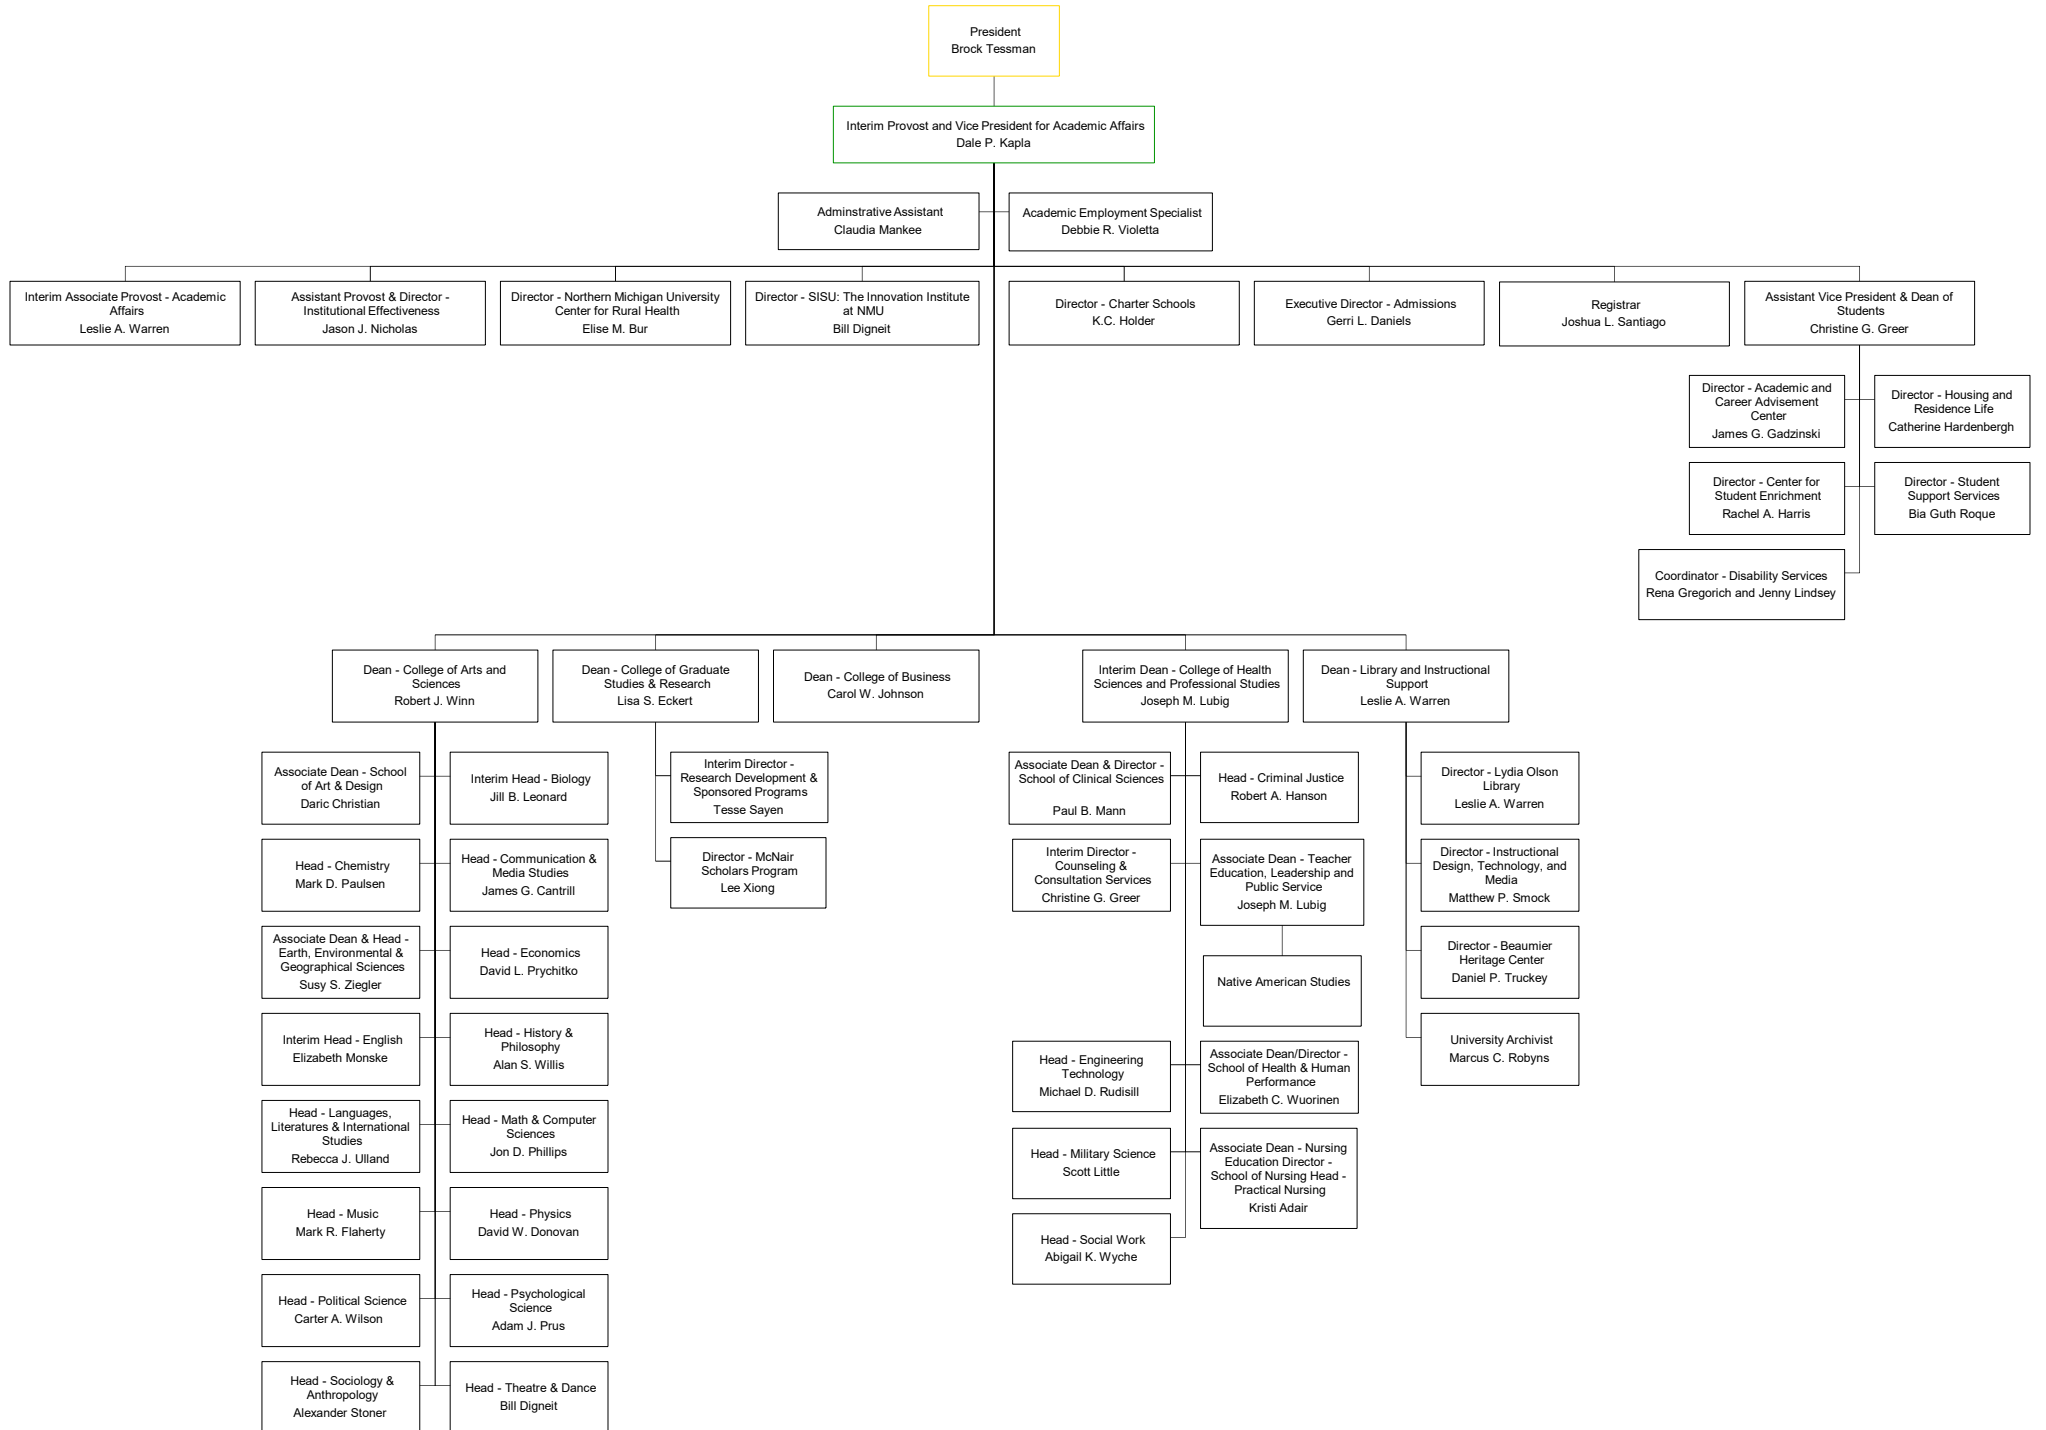 President
Brock Tessman
Interim Provost and Vice President for Academic Affairs
Dale P. Kapla
Adminstrative Assistant
Claudia Mankee
Academic Employment Specialist
Debbie R. Violetta
Interim Associate Provost - Academic
Affairs
Leslie A. Warren
Assistant Provost & Director -
Institutional Effectiveness
Jason J. Nicholas
Director - Northern Michigan University
Center for Rural Health
Elise M. Bur
Director - SISU: The Innovation Institute
at NMU
Bill Digneit
Director - Charter Schools
K.C. Holder
Executive Director - Admissions
Gerri L. Daniels
Registrar
Joshua L. Santiago
Assistant Vice President & Dean of
Students
Christine G. Greer
Director - Academic and
Career Advisement
Center
James G. Gadzinski
Director - Housing and
Residence Life
Catherine Hardenbergh
Director - Center for
Student Enrichment
Rachel A. Harris
Director - Student
Support Services
Bia Guth Roque
Coordinator - Disability Services
Rena Gregorich and Jenny Lindsey
Dean - College of Arts and
Sciences
Robert J. Winn
Dean - College of Graduate
Studies & Research
Lisa S. Eckert
Dean - College of Business
Carol W. Johnson
Interim Dean - College of Health
Sciences and Professional Studies
Joseph M. Lubig
Dean - Library and Instructional
Support
Leslie A. Warren
Associate Dean - School
of Art & Design
Daric Christian
Interim Head - Biology
Jill B. Leonard
Interim Director -
Research Development &
Sponsored Programs
Tesse Sayen
Associate Dean & Director -
School of Clinical Sciences
Paul B. Mann
Head - Criminal Justice
Robert A. Hanson
Director - Lydia Olson
Library
Leslie A. Warren
Head - Chemistry
Mark D. Paulsen
Head - Communication &
Media Studies
James G. Cantrill
Director - McNair
Scholars Program
Lee Xiong
Interim Director -
Counseling &
Consultation Services
Christine G. Greer
Associate Dean - Teacher
Education, Leadership and
Public Service
Joseph M. Lubig
Director - Instructional
Design, Technology, and
Media
Matthew P. Smock
Associate Dean & Head -
Earth, Environmental &
Geographical Sciences
Susy S. Ziegler
Head - Economics
David L. Prychitko
Native American Studies
Director - Beaumier
Heritage Center
Daniel P. Truckey
Interim Head - English
Elizabeth Monske
Head - History &
Philosophy
Alan S. Willis
Head - Engineering
Technology
Michael D. Rudisill
Associate Dean/Director -
School of Health & Human
Performance
Elizabeth C. Wuorinen
University Archivist
Marcus C. Robyns
Head - Languages,
Literatures & International
Studies
Rebecca J. Ulland
Head - Math & Computer
Sciences
Jon D. Phillips
Head - Military Science
Scott Little
Associate Dean - Nursing
Education Director -
School of Nursing Head -
Practical Nursing
Kristi Adair
Head - Music
Mark R. Flaherty
Head - Physics
David W. Donovan
Head - Social Work
Abigail K. Wyche
Head - Political Science
Carter A. Wilson
Head - Psychological
Science
Adam J. Prus
Head - Sociology &
Anthropology
Alexander Stoner
Head - Theatre & Dance
Bill Digneit